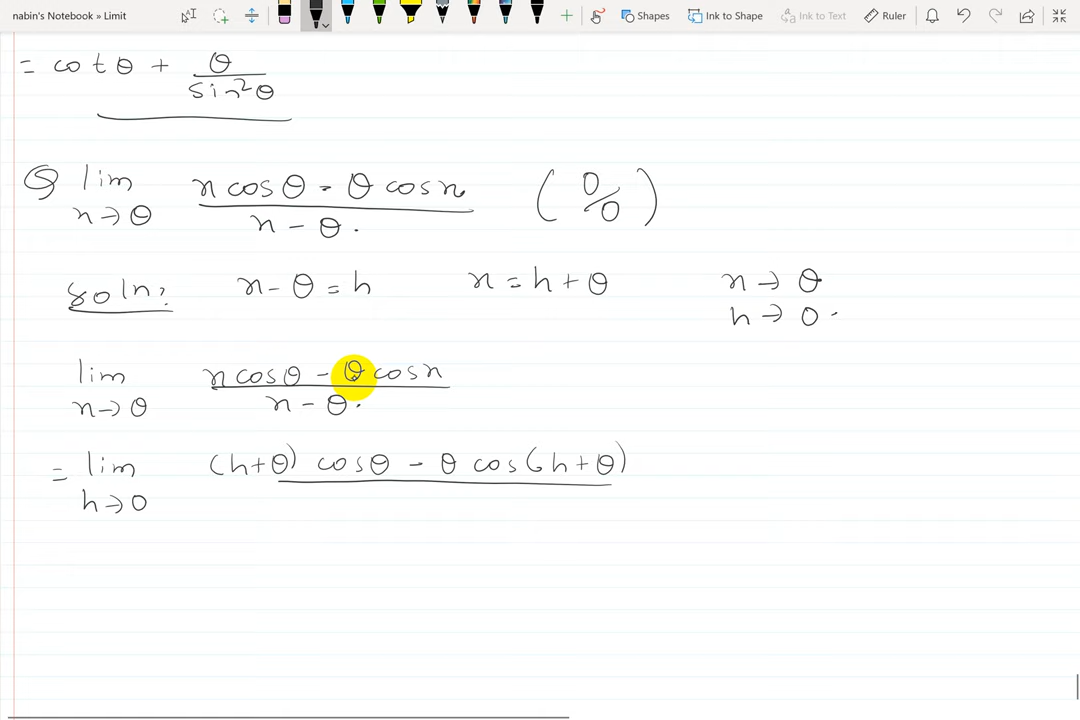 nabin's Notebook » Limit
Shapes Ink to Shape Ink to Text Ruler
= cot θ + θ / sin²θ
Q lim x→θ (x cos θ - θ cos x) / (x - θ). (0/0)
Soln: x - θ = h x = h + θ x → θ
h → 0.
lim x→θ (x cos θ - θ cos x) / (x - θ).
= lim h→0 (h+θ) cos θ - θ cos(h+θ)